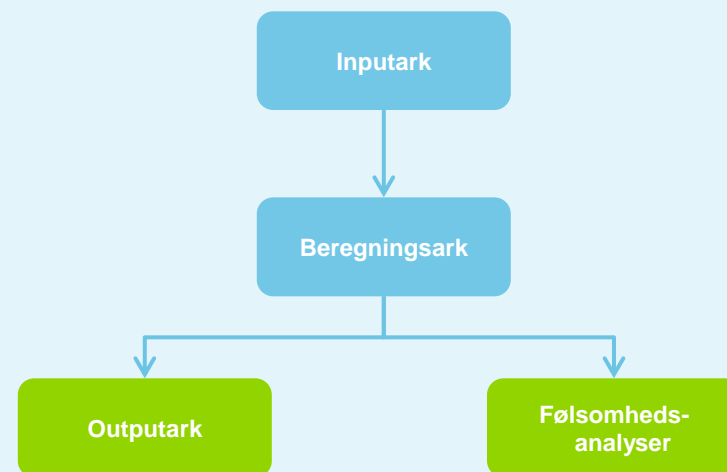 Inputark
Beregningsark
Outputark
Følsomheds-
analyser